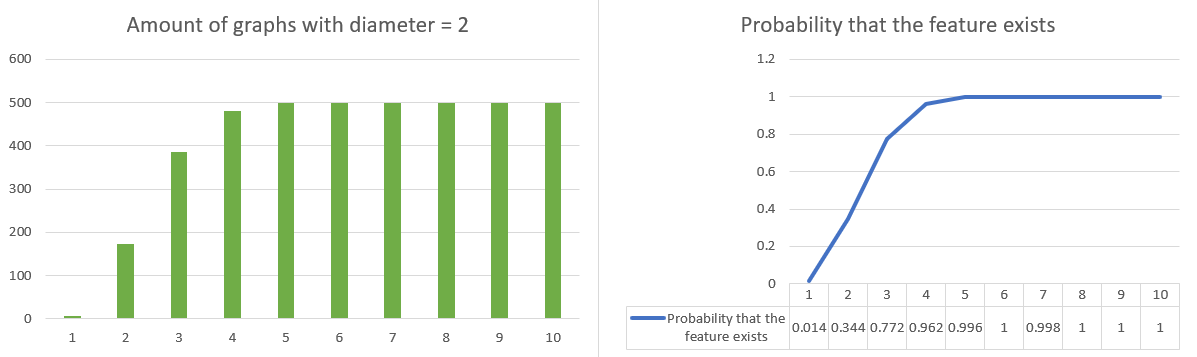 Amount of graphs with diameter = 2
600
500
400
300
200
100
0
1 2 3 4 5 6 7 8 9 10
Probability that the feature exists
1.2
1
0.8
0.6
0.4
0.2
0
1 2 3 4 5 6 7 8 9 10
Probability that the
feature exists
0.014 0.344 0.772 0.962 0.996 1 0.998 1 1 1